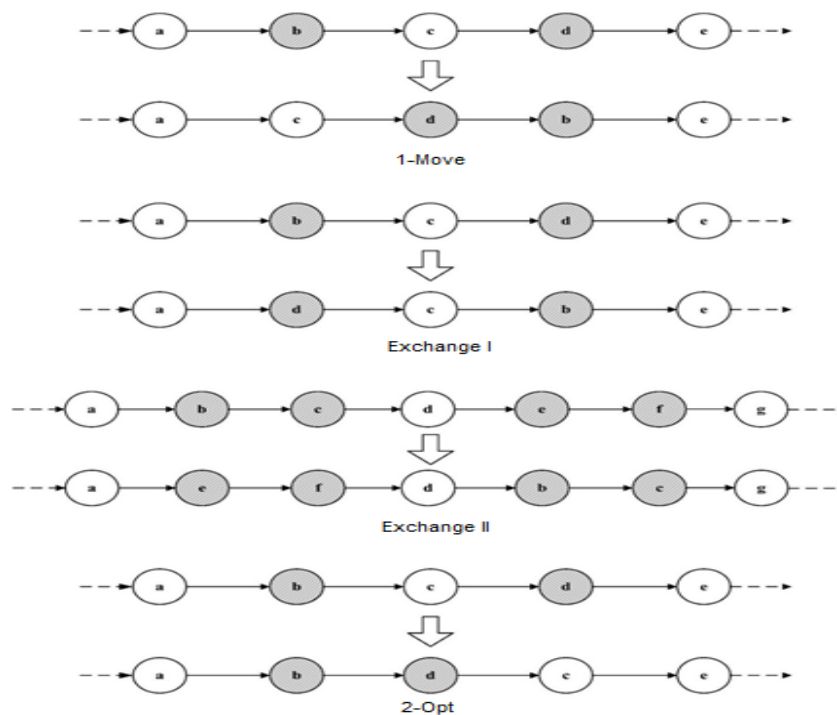 a b c d e
a c d b e
1-Move
a b c d e
a d c b e
Exchange I
a b c d e f g
a e f d b c g
Exchange II
a b c d e
a b d c e
2-Opt